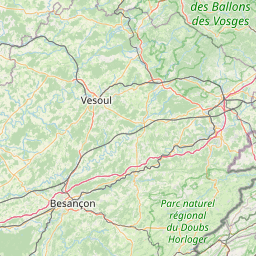 des Ballons
des Vosges
Vesoul
Besançon
Parc naturel
régional
du Doubs
Horloger